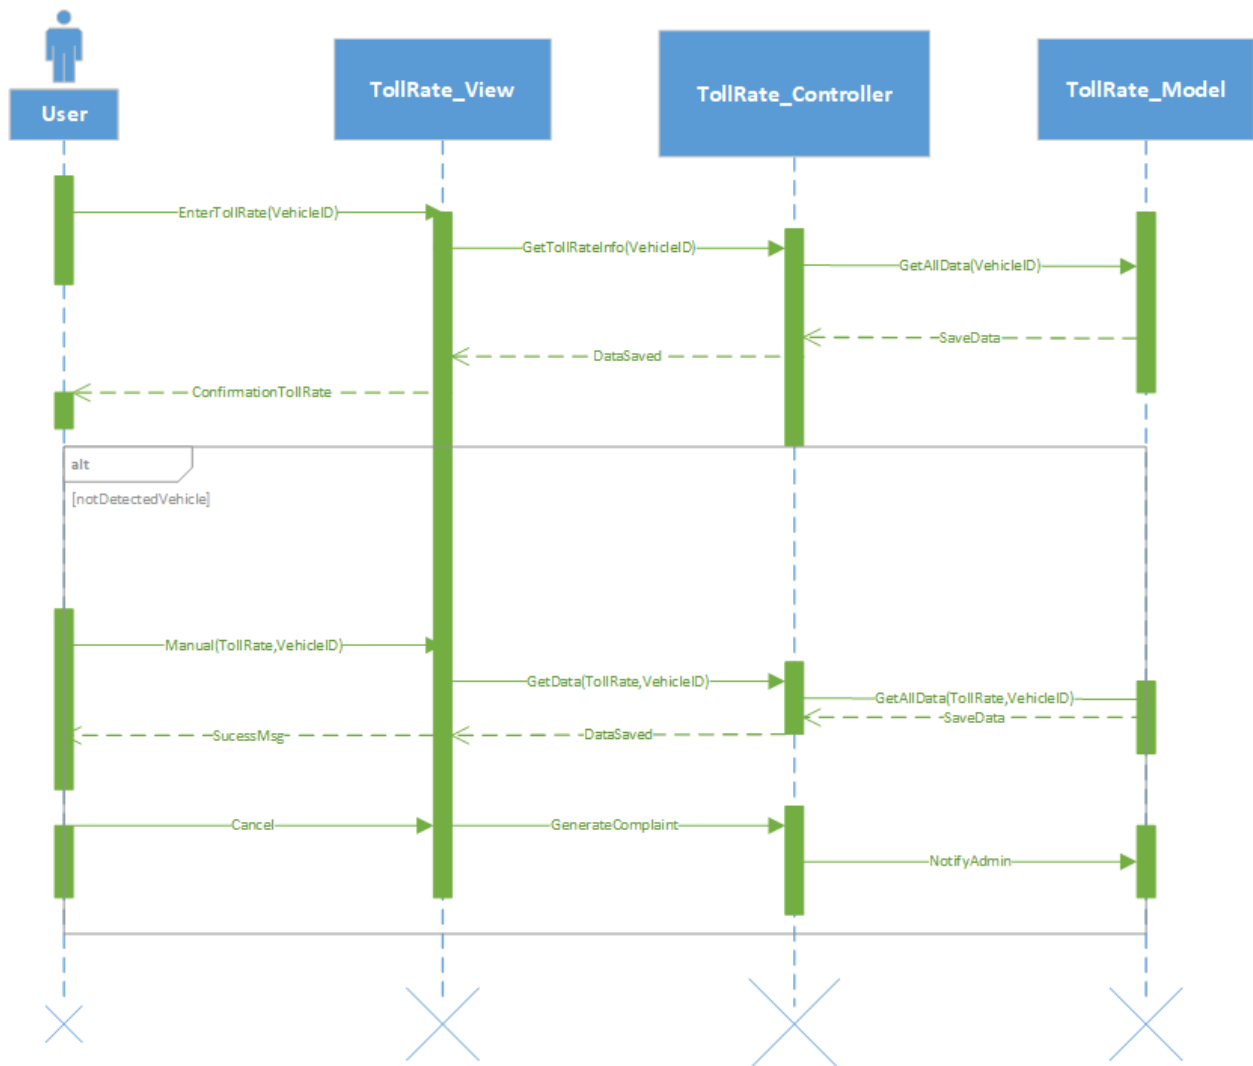 User
TollRate_View
TollRate_Controller
TollRate_Model
EnterTollRate(VehicleID)
GetTollRateInfo(VehicleID)
GetAllData(VehicleID)
SaveData
DataSaved
ConfirmationTollRate
alt
[notDetectedVehicle]
Manual(TollRate,VehicleID)
GetData(TollRate,VehicleID)
GetAllData(TollRate,VehicleID)
SaveData
DataSaved
SucessMsg
Cancel
GenerateComplaint
NotifyAdmin